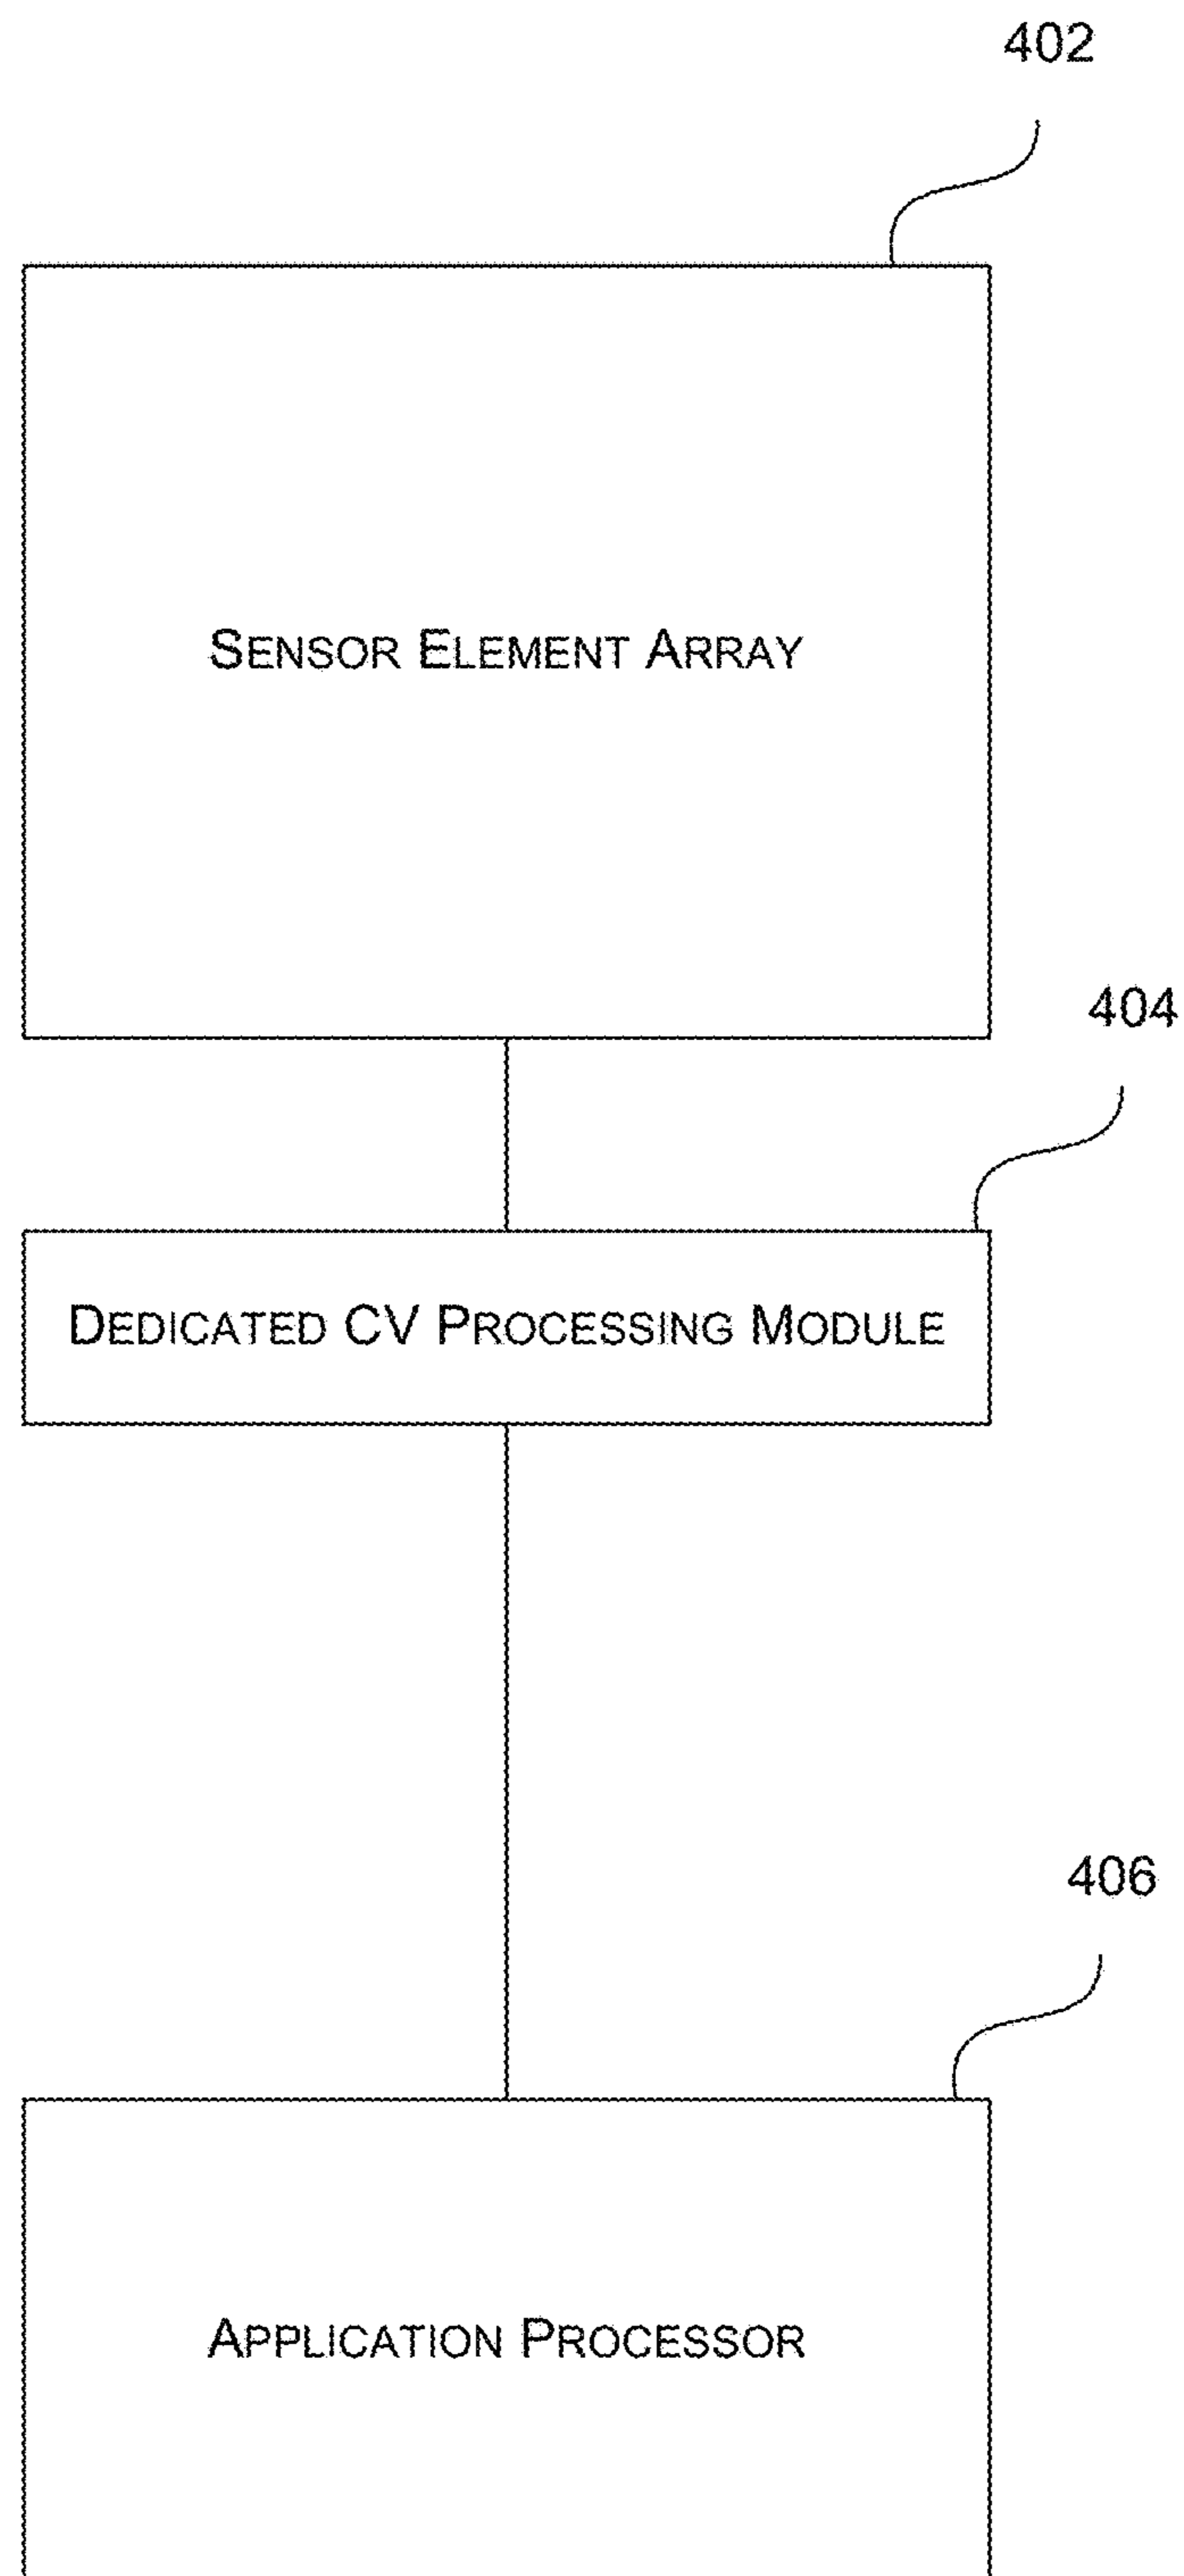 402
SENSOR ELEMENT ARRAY
404
DEDICATED CV PROCESSING MODULE
406
APPLICATION PROCESSOR